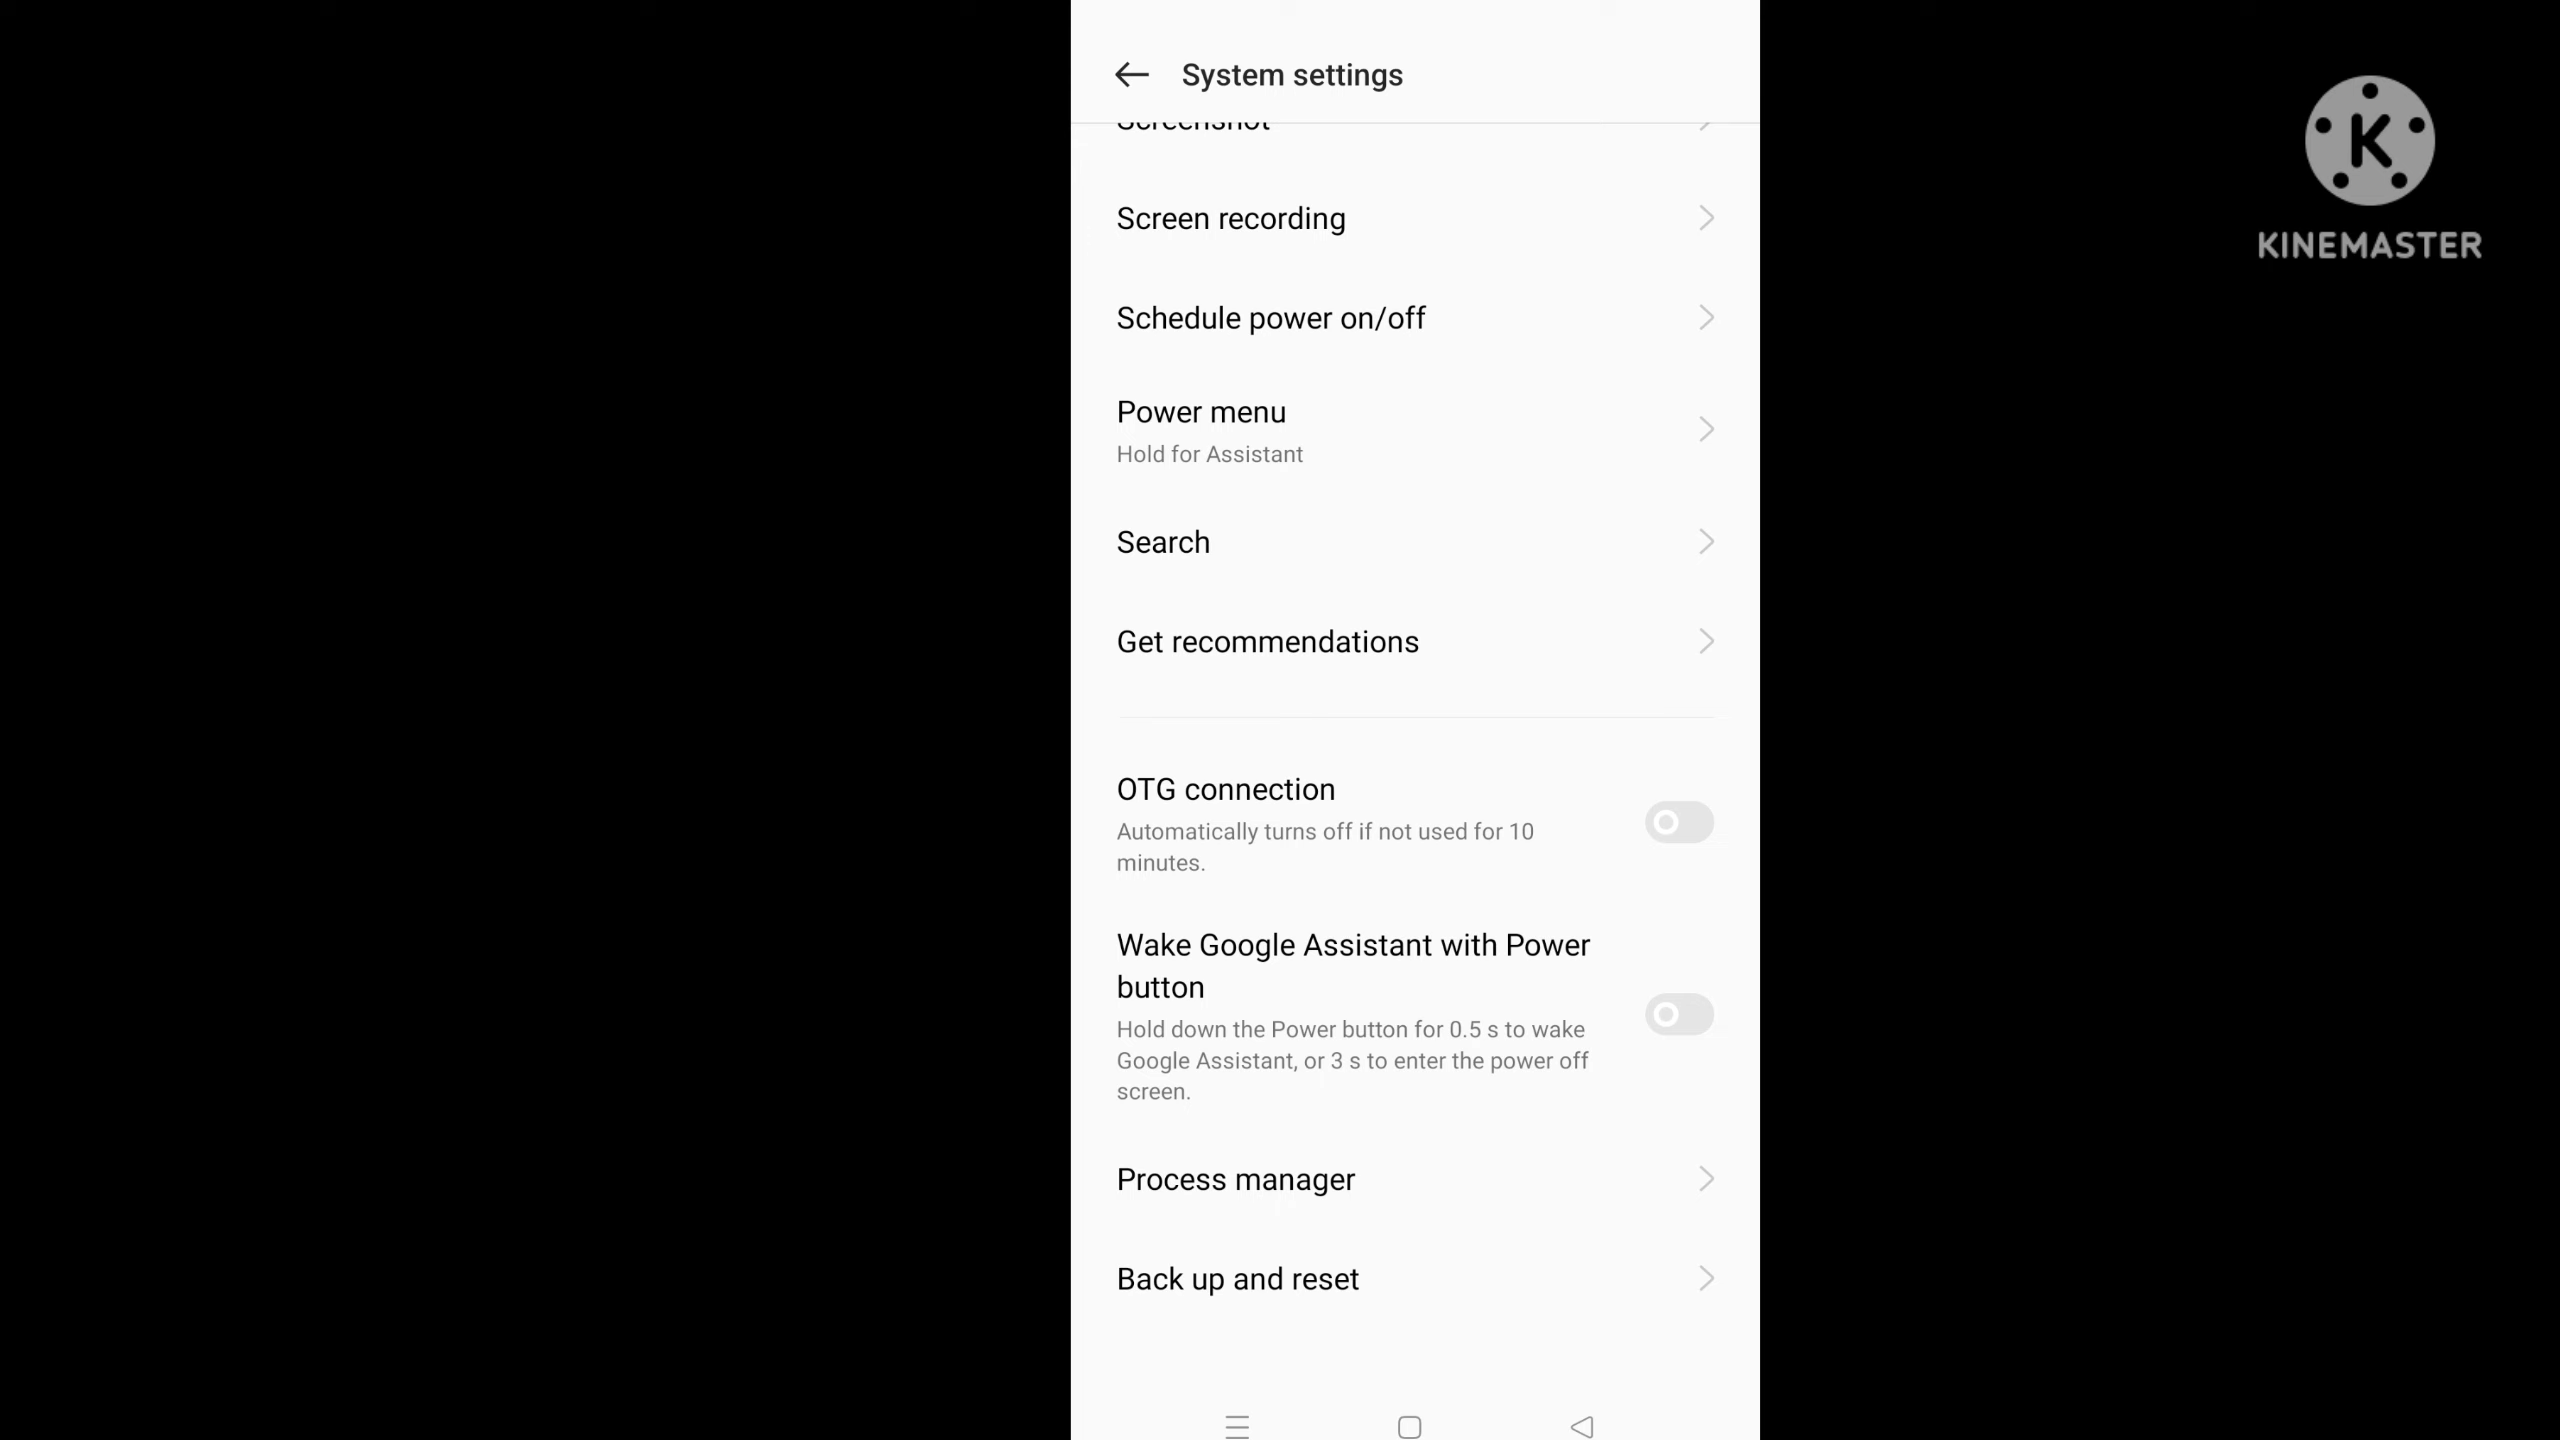 System settings
Screenshot
Screen recording
Schedule power on/off
Power menu
Hold for Assistant
Search
Get recommendations
OTG connection
Automatically turns off if not used for 10
minutes.
Wake Google Assistant with Power
button
Hold down the Power button for 0.5 s to wake
Google Assistant, or 3 s to enter the power off
screen.
Process manager
Back up and reset
K
KINEMASTER